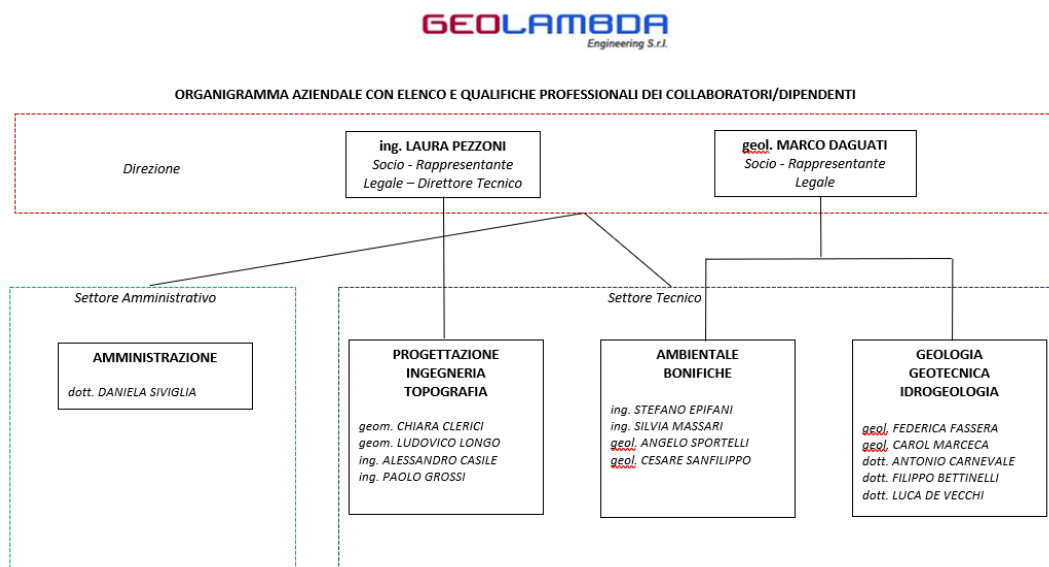 GEOLAMBDA
Engineering S.r.l.
ORGANIGRAMMA AZIENDALE CON ELENCO E QUALIFICHE PROFESSIONALI DEI COLLABORATORI/DIPENDENTI
Direzione
ing. LAURA PEZZONI
Socio - Rappresentante
Legale – Direttore Tecnico
geol. MARCO DAGUATI
Socio - Rappresentante
Legale
Settore Amministrativo
Settore Tecnico
AMMINISTRAZIONE
dott. DANIELA SIVIGLIA
PROGETTAZIONE
INGEGNERIA
TOPOGRAFIA
geom. CHIARA CLERICI
geom. LUDOVICO LONGO
ing. ALESSANDRO CASILE
ing. PAOLO GROSSI
AMBIENTALE
BONIFICHE
ing. STEFANO EPIFANI
ing. SILVIA MASSARI
geol. ANGELO SPORTELLI
geol. CESARE SANFILIPPO
GEOLOGIA
GEOTECNICA
IDROGEOLOGIA
geol. FEDERICA FASSERA
geol. CAROL MARCECA
dott. ANTONIO CARNEVALE
dott. FILIPPO BETTINELLI
dott. LUCA DE VECCHI